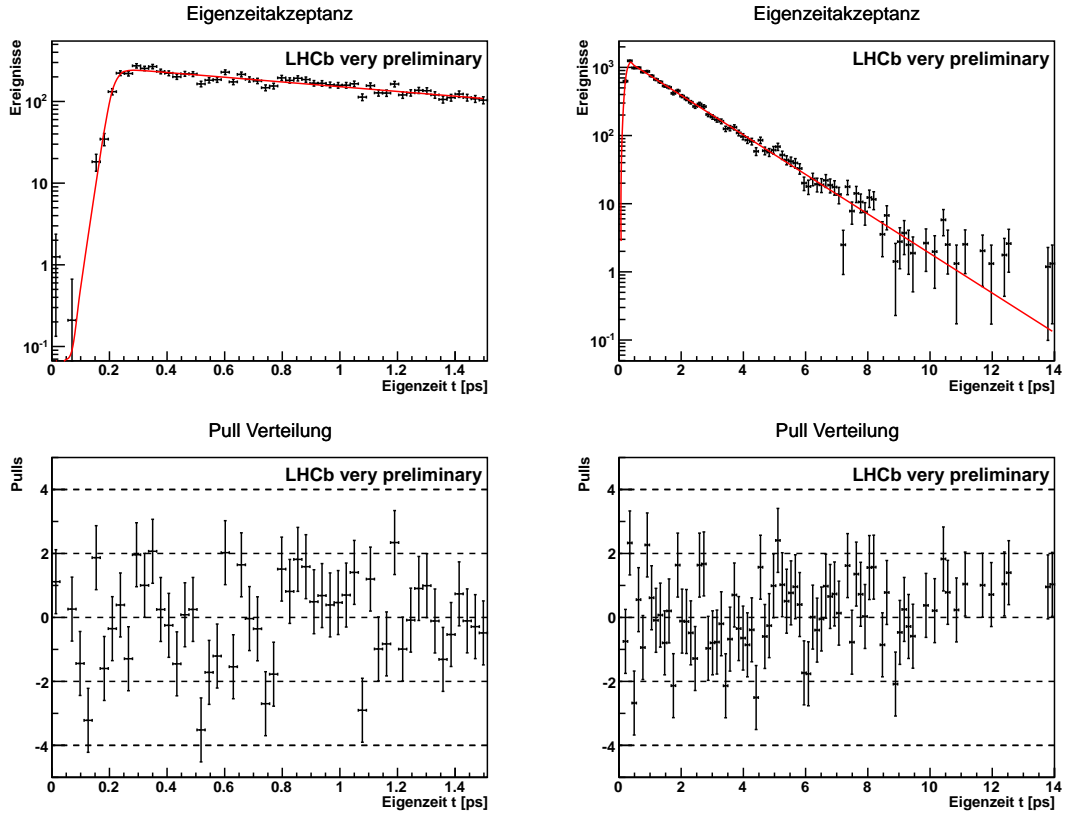 Eigenzeitakzeptanz
Ereignisse
LHCb very preliminary
10²
10
1
10⁻¹
0 0.2 0.4 0.6 0.8 1 1.2 1.4
Eigenzeit t [ps]
Eigenzeitakzeptanz
Ereignisse
LHCb very preliminary
10³
10²
10
1
10⁻¹
0 2 4 6 8 10 12 14
Eigenzeit t [ps]
Pull Verteilung
Pulls
LHCb very preliminary
4
2
0
-2
-4
0 0.2 0.4 0.6 0.8 1 1.2 1.4
Eigenzeit t [ps]
Pull Verteilung
Pulls
LHCb very preliminary
4
2
0
-2
-4
0 2 4 6 8 10 12 14
Eigenzeit t [ps]